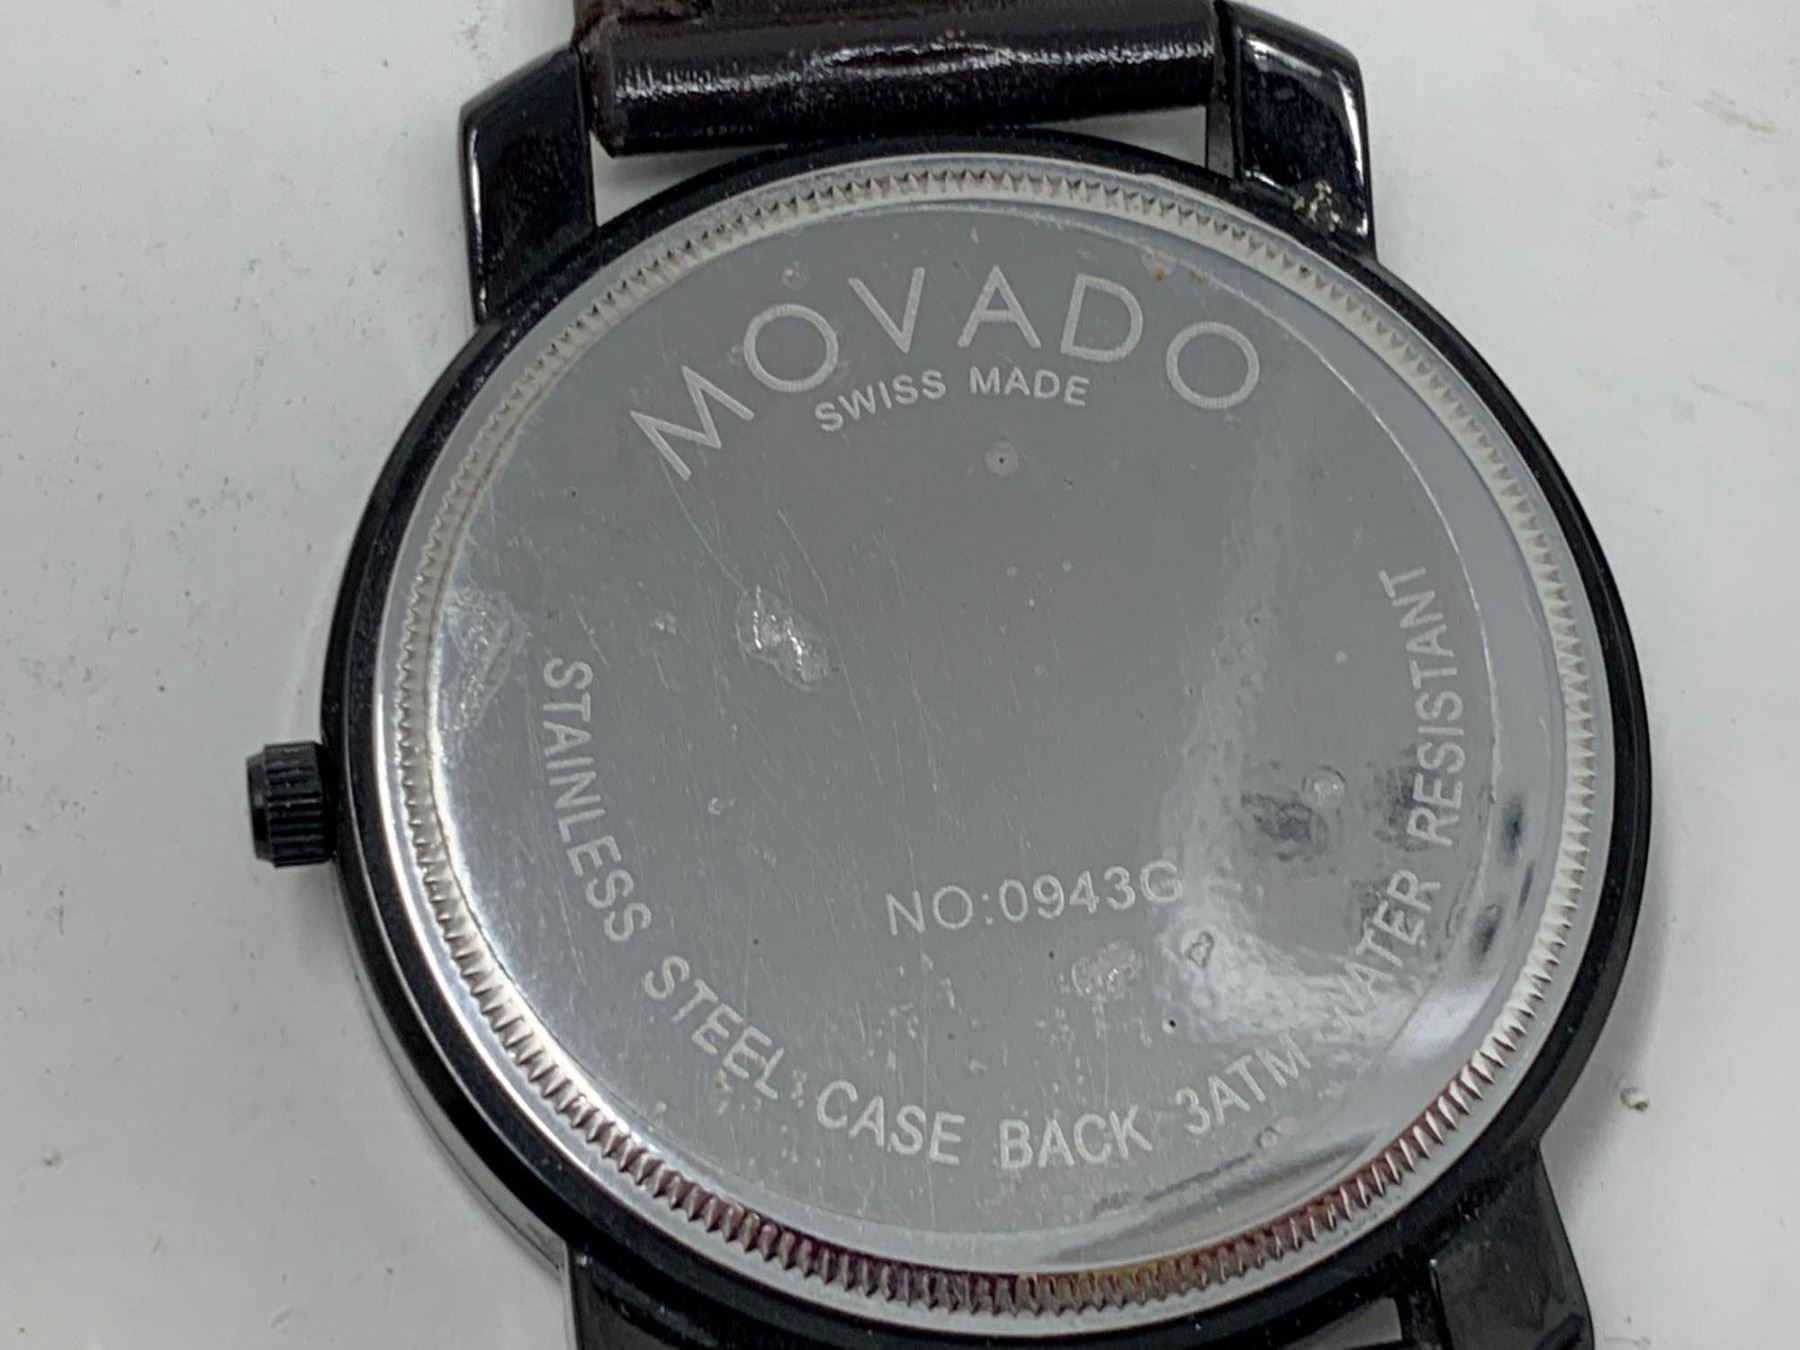 MOVADO
SWISS MADE
NO:0943G
STAINLESS STEEL CASE BACK 3ATM WATER RESISTANT